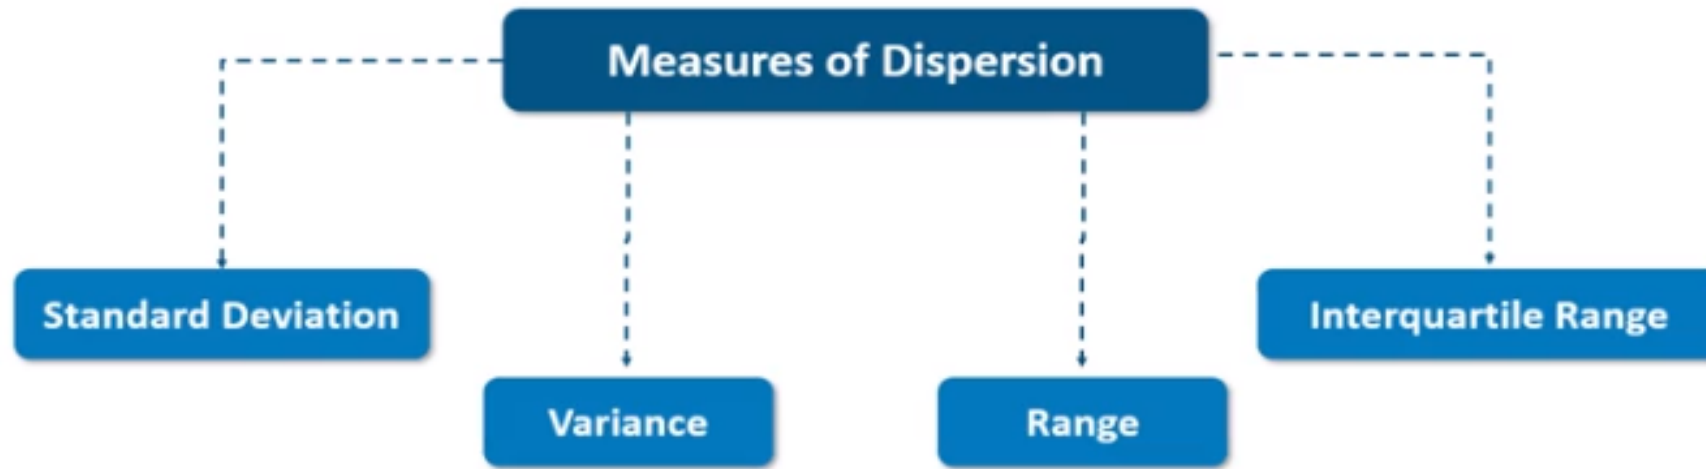 Measures of Dispersion
Standard Deviation
Interquartile Range
Variance
Range